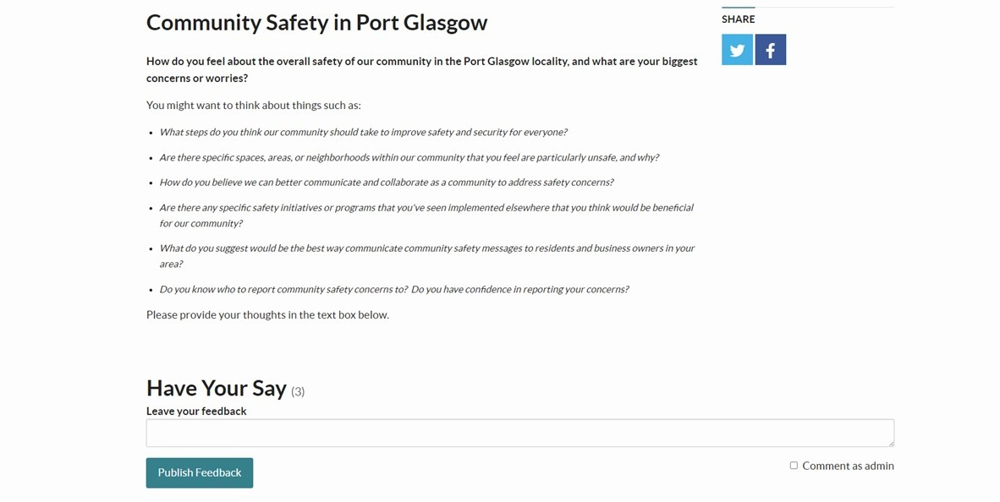 Community Safety in Port Glasgow
SHARE
How do you feel about the overall safety of our community in the Port Glasgow locality, and what are your biggest
concerns or worries?
You might want to think about things such as:
• What steps do you think our community should take to improve safety and security for everyone?
• Are there specific spaces, areas, or neighborhoods within our community that you feel are particularly unsafe, and why?
• How do you believe we can better communicate and collaborate as a community to address safety concerns?
• Are there any specific safety initiatives or programs that you've seen implemented elsewhere that you think would be beneficial
for our community?
• What do you suggest would be the best way communicate community safety messages to residents and business owners in your
area?
• Do you know who to report community safety concerns to? Do you have confidence in reporting your concerns?
Please provide your thoughts in the text box below.
Have Your Say (3)
Leave your feedback
Publish Feedback
Comment as admin